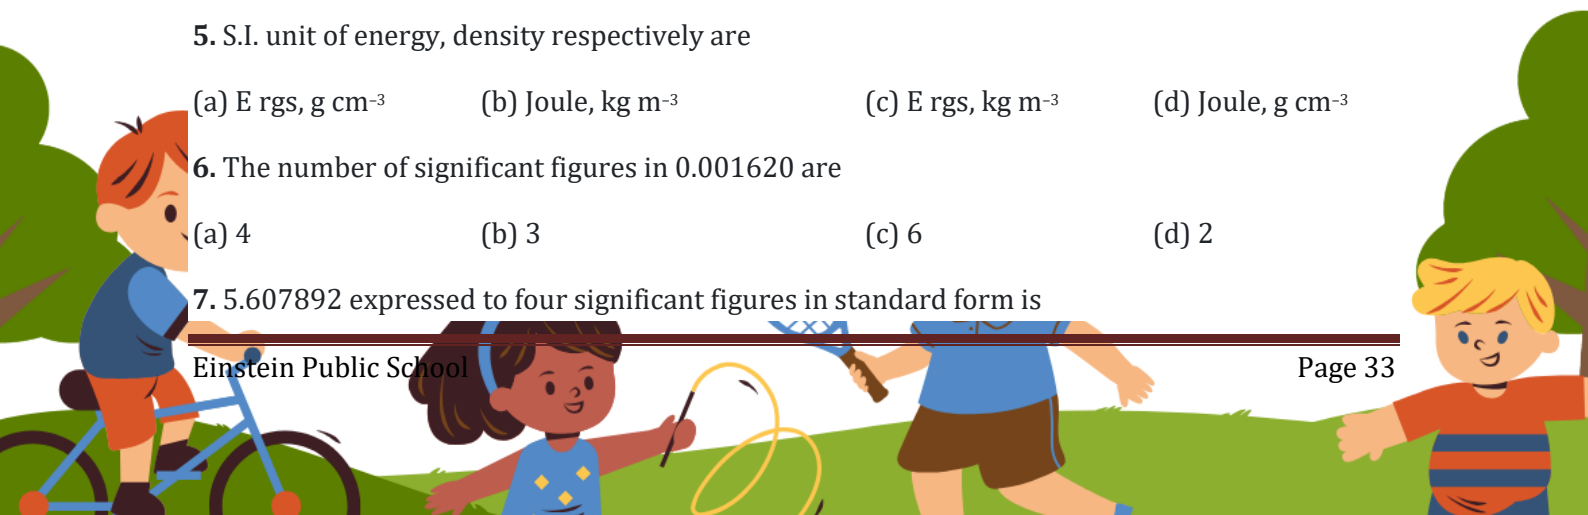 5. S.I. unit of energy, density respectively are
(a) E rgs, g cm⁻³ (b) Joule, kg m⁻³ (c) E rgs, kg m⁻³ (d) Joule, g cm⁻³
6. The number of significant figures in 0.001620 are
(a) 4 (b) 3 (c) 6 (d) 2
7. 5.607892 expressed to four significant figures in standard form is
Einstein Public School Page 33